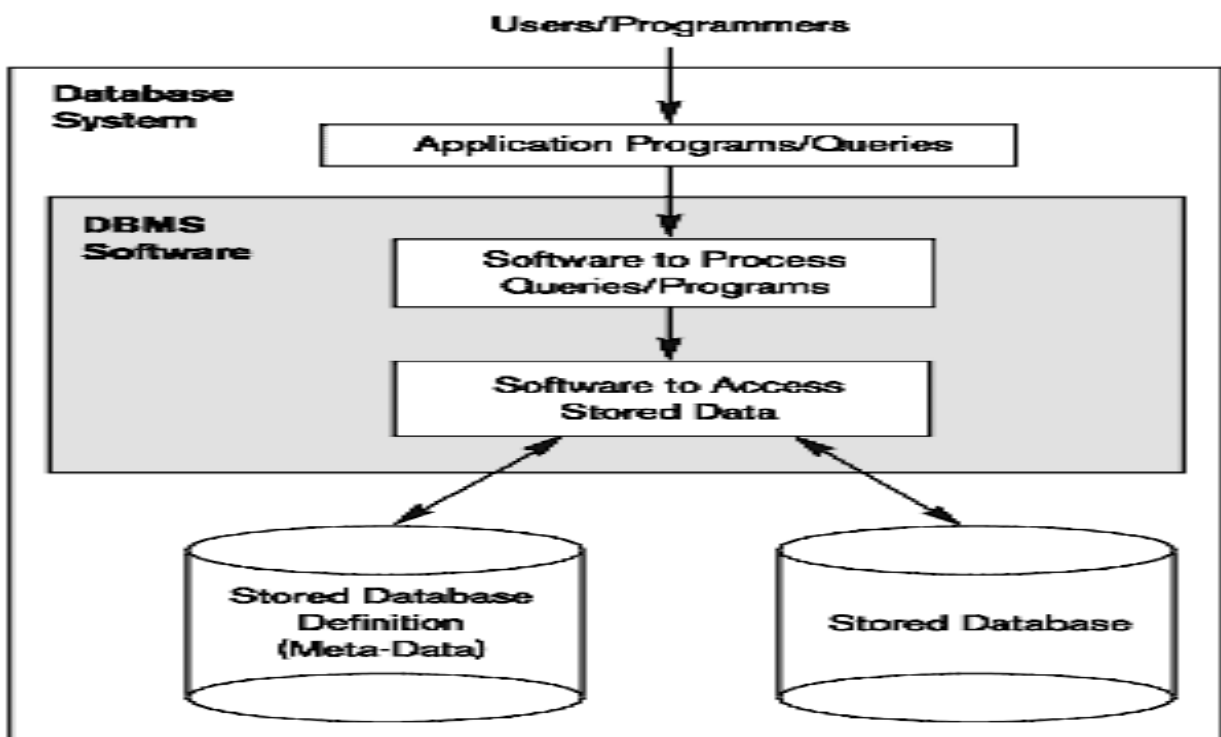 Users/Programmers
Database
System
Application Programs/Queries
DBMS
Software
Software to Process
Queries/Programs
Software to Access
Stored Data
Stored Database
Definition
(Meta-Data)
Stored Database